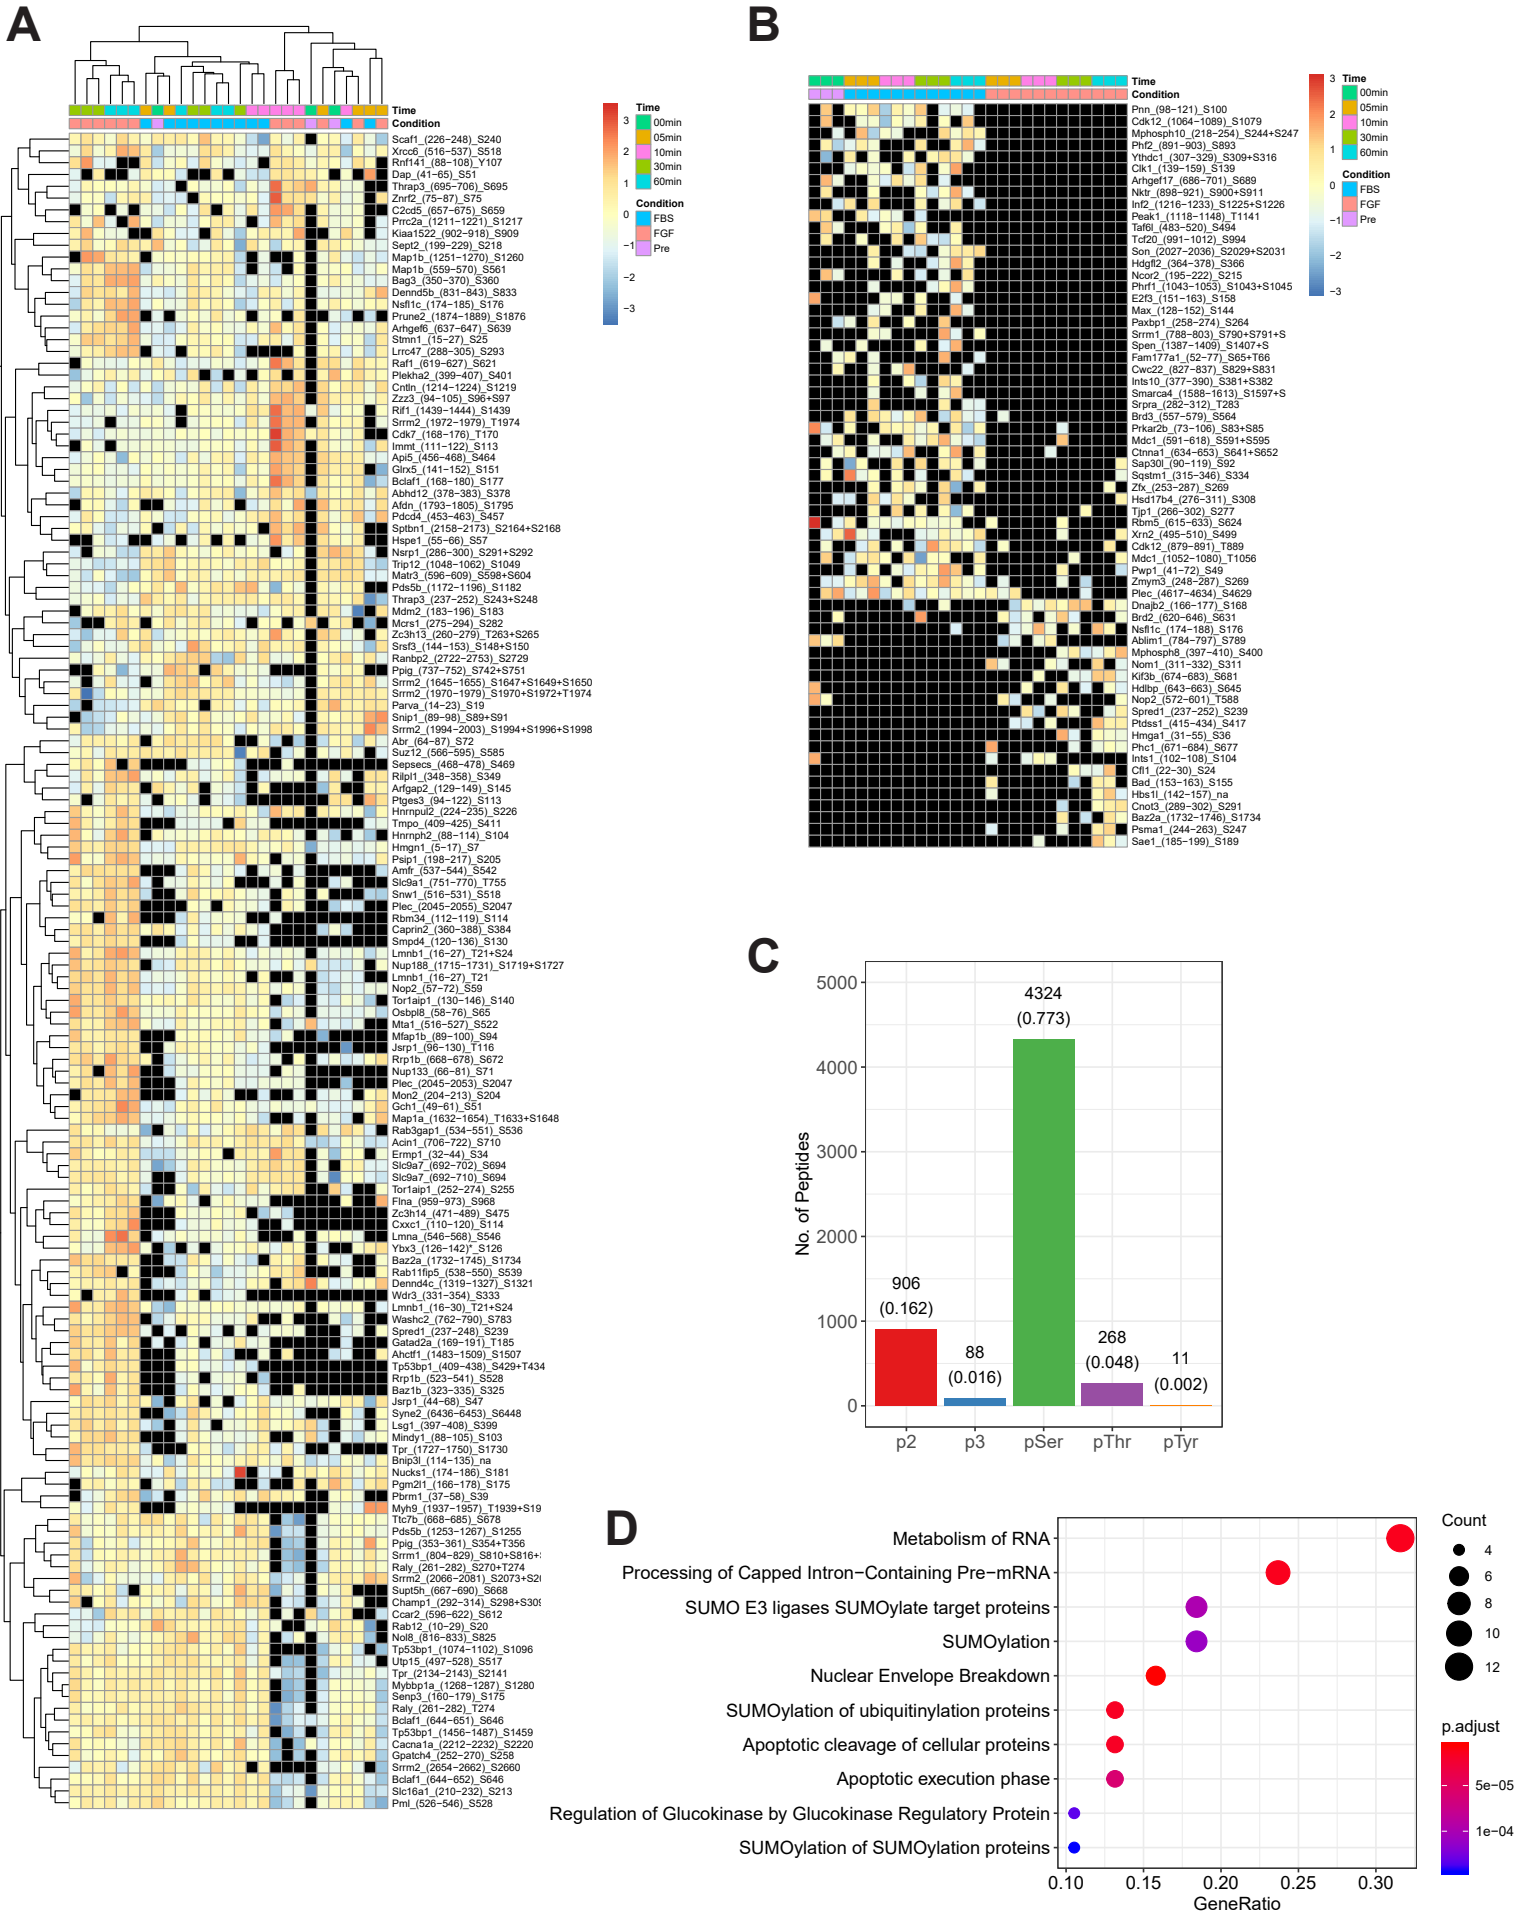 A
Time
Condition
Scaf1_(226−248)_S240
Xrcc6_(516−537)_S518
Rnf141_(88−108)_Y107
Dap_(41−65)_S51
Thrap3_(695−706)_S695
Znrf2_(75−87)_S75
C2cd5_(657−675)_S659
Prrc2a_(1211−1221)_S1217
Kiaa1522_(902−918)_S909
Sept2_(199−229)_S218
Map1b_(1251−1270)_S1260
Map1b_(559−570)_S561
Bag3_(350−370)_S360
Dennd5b_(831−843)_S833
Nsfl1c_(174−185)_S176
Prune2_(1874−1889)_S1876
Arhgef6_(637−647)_S639
Stmn1_(15−27)_S25
Lrrc47_(288−305)_S293
Raf1_(619−627)_S621
Plekha2_(399−407)_S401
Cntln_(1214−1224)_S1219
Zzz3_(94−105)_S96+S97
Rif1_(1439−1444)_S1439
Srrm2_(1972−1979)_T1974
Cdk7_(168−176)_T170
Immt_(111−122)_S113
Api5_(456−468)_S464
Glrx5_(141−152)_S151
Bclaf1_(168−180)_S177
Abhd12_(378−383)_S378
Afdn_(1793−1805)_S1795
Pdcd4_(453−463)_S457
Sptbn1_(2158−2173)_S2164+S2168
Hspe1_(55−66)_S57
Nsrp1_(286−300)_S291+S292
Trip12_(1048−1062)_S1049
Matr3_(596−609)_S598+S604
Pds5b_(1172−1196)_S1182
Thrap3_(237−252)_S243+S248
Mdm2_(183−196)_S183
Mcrs1_(275−294)_S282
Zc3h13_(260−279)_T263+S265
Srsf3_(144−153)_S148+S150
Ranbp2_(2722−2753)_S2729
Ppig_(737−752)_S742+S751
Srrm2_(1645−1655)_S1647+S1649+S1650
Srrm2_(1970−1979)_S1970+S1972+T1974
Parva_(14−23)_S19
Snip1_(89−98)_S89+S91
Srrm2_(1994−2003)_S1994+S1996+S1998
Abr_(64−87)_S72
Suz12_(566−595)_S585
Sepsecs_(468−478)_S469
Rilpl1_(348−358)_S349
Arfgap2_(129−149)_S145
Ptges3_(94−122)_S113
Hnrnpul2_(224−235)_S226
Tmpo_(409−425)_S411
Hnrnph2_(88−114)_S104
Hmgn1_(5−17)_S7
Psip1_(198−217)_S205
Amfr_(537−544)_S542
Slc9a1_(751−770)_T755
Snw1_(516−531)_S518
Plec_(2045−2055)_S2047
Rbm34_(112−119)_S114
Caprin2_(360−388)_S384
Smpd4_(120−136)_S130
Lmnb1_(16−27)_T21+S24
Nup188_(1715−1731)_S1719+S1727
Lmnb1_(16−27)_T21
Nop2_(57−72)_S59
Tor1aip1_(130−146)_S140
Osbpl8_(58−76)_S65
Mta1_(516−527)_S522
Mfap1b_(89−100)_S94
Jsrp1_(96−130)_T116
Rrp1b_(668−678)_S672
Nup133_(66−81)_S71
Plec_(2045−2053)_S2047
Mon2_(204−213)_S204
Gch1_(49−61)_S51
Map1a_(1632−1654)_T1633+S1648
Rab3gap1_(534−551)_S536
Acin1_(706−722)_S710
Ermp1_(32−44)_S34
Slc9a7_(692−702)_S694
Slc9a7_(692−710)_S694
Tor1aip1_(252−274)_S255
Flna_(959−973)_S968
Zc3h14_(471−489)_S475
Cxxc1_(110−120)_S114
Lmna_(546−568)_S546
Ybx3_(126−142)*_S126
Baz2a_(1732−1745)_S1734
Rab11fip5_(538−550)_S539
Dennd4c_(1319−1327)_S1321
Wdr3_(331−354)_S333
Lmnb1_(16−30)_T21+S24
Washc2_(762−790)_S783
Spred1_(237−248)_S239
Gatad2a_(169−191)_T185
Ahctf1_(1483−1509)_S1507
Tp53bp1_(409−438)_S429+T434
Rrp1b_(523−541)_S528
Baz1b_(323−335)_S325
Jsrp1_(44−68)_S47
Syne2_(6436−6453)_S6448
Lsg1_(397−408)_S399
Mindy1_(88−105)_S103
Tpr_(1727−1750)_S1730
Bnip3l_(114−135)_na
Nucks1_(174−186)_S181
Pgm2l1_(166−178)_S175
Pbrm1_(37−58)_S39
Myh9_(1937−1957)_T1939+S19
Ttc7b_(668−685)_S678
Pds5b_(1253−1267)_S1255
Ppig_(353−361)_S354+T356
Srrm1_(804−829)_S810+S816+
Raly_(261−282)_S270+T274
Srrm2_(2066−2081)_S2073+S2
Supt5h_(667−690)_S668
Champ1_(292−314)_S298+S30
Ccar2_(596−622)_S612
Rab12_(10−29)_S20
Nol8_(816−833)_S825
Tp53bp1_(1074−1102)_S1096
Utp15_(497−528)_S517
Tpr_(2134−2143)_S2141
Mybbp1a_(1268−1287)_S1280
Senp3_(160−179)_S175
Raly_(261−282)_T274
Bclaf1_(644−651)_S646
Tp53bp1_(1456−1487)_S1459
Cacna1a_(2212−2232)_S2220
Gpatch4_(252−270)_S258
Srrm2_(2654−2662)_S2660
Bclaf1_(644−652)_S646
Slc16a1_(210−232)_S213
Pml_(526−546)_S528
3
2
1
0
−1
−2
−3
Time
00min
05min
10min
30min
60min
Condition
FBS
FGF
Pre
B
Time
Condition
Pnn_(98−121)_S100
Cdk12_(1064−1089)_S1079
Mphosph10_(218−254)_S244+S247
Phf2_(891−903)_S893
Ythdc1_(307−329)_S309+S316
Clk1_(139−159)_S139
Arhgef17_(686−701)_S689
Nktr_(898−921)_S900+S911
Inf2_(1216−1233)_S1225+S1226
Peak1_(1118−1148)_T1141
Taf6l_(483−520)_S494
Tcf20_(991−1012)_S994
Son_(2027−2036)_S2029+S2031
Hdgfl2_(364−378)_S366
Ncor2_(195−222)_S215
Phrf1_(1043−1053)_S1043+S1045
E2f3_(151−163)_S158
Max_(128−152)_S144
Paxbp1_(258−274)_S264
Srrm1_(788−803)_S790+S791+S
Spen_(1387−1409)_S1407+S
Fam177a1_(52−77)_S65+T66
Cwc22_(827−837)_S829+S831
Ints10_(377−390)_S381+S382
Smarca4_(1588−1613)_S1597+S
Srpra_(282−312)_T283
Brd3_(557−579)_S564
Prkar2b_(73−106)_S83+S85
Mdc1_(591−618)_S591+S595
Ctnna1_(634−653)_S641+S652
Sap30l_(90−119)_S92
Sqstm1_(315−346)_S334
Zfx_(253−287)_S269
Hsd17b4_(276−311)_S308
Tjp1_(266−302)_S277
Rbm5_(615−633)_S624
Xrn2_(495−510)_S499
Cdk12_(879−891)_T889
Mdc1_(1052−1080)_T1056
Pwp1_(41−72)_S49
Zmym3_(248−287)_S269
Plec_(4617−4634)_S4629
Dnajb2_(166−177)_S168
Brd2_(620−646)_S631
Nsfl1c_(174−188)_S176
Ablim1_(784−797)_S789
Mphosph8_(397−410)_S400
Nom1_(311−332)_S311
Kif3b_(674−683)_S681
Hdlbp_(643−663)_S645
Nop2_(572−601)_T588
Spred1_(237−252)_S239
Ptdss1_(415−434)_S417
Hmga1_(31−55)_S36
Phc1_(671−684)_S677
Ints1_(102−108)_S104
Cfl1_(22−30)_S24
Bad_(153−163)_S155
Hbs1l_(142−157)_na
Cnot3_(289−302)_S291
Baz2a_(1732−1746)_S1734
Psma1_(244−263)_S247
Sae1_(185−199)_S189
3
2
1
0
−1
−2
−3
Time
00min
05min
10min
30min
60min
Condition
FBS
FGF
Pre
C
No. of Peptides
5000
4000
3000
2000
1000
0
906
(0.162)
88
(0.016)
4324
(0.773)
268
(0.048)
11
(0.002)
p2
p3
pSer
pThr
pTyr
D
Metabolism of RNA
Processing of Capped Intron−Containing Pre−mRNA
SUMO E3 ligases SUMOylate target proteins
SUMOylation
Nuclear Envelope Breakdown
SUMOylation of ubiquitinylation proteins
Apoptotic cleavage of cellular proteins
Apoptotic execution phase
Regulation of Glucokinase by Glucokinase Regulatory Protein
SUMOylation of SUMOylation proteins
0.10
0.15
0.20
0.25
0.30
GeneRatio
Count
4
6
8
10
12
p.adjust
5e−05
1e−04